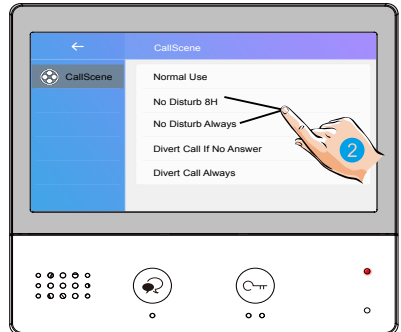 CallScene
CallScene
Normal Use
No Disturb 8H
No Disturb Always
Divert Call If No Answer
Divert Call Always
2